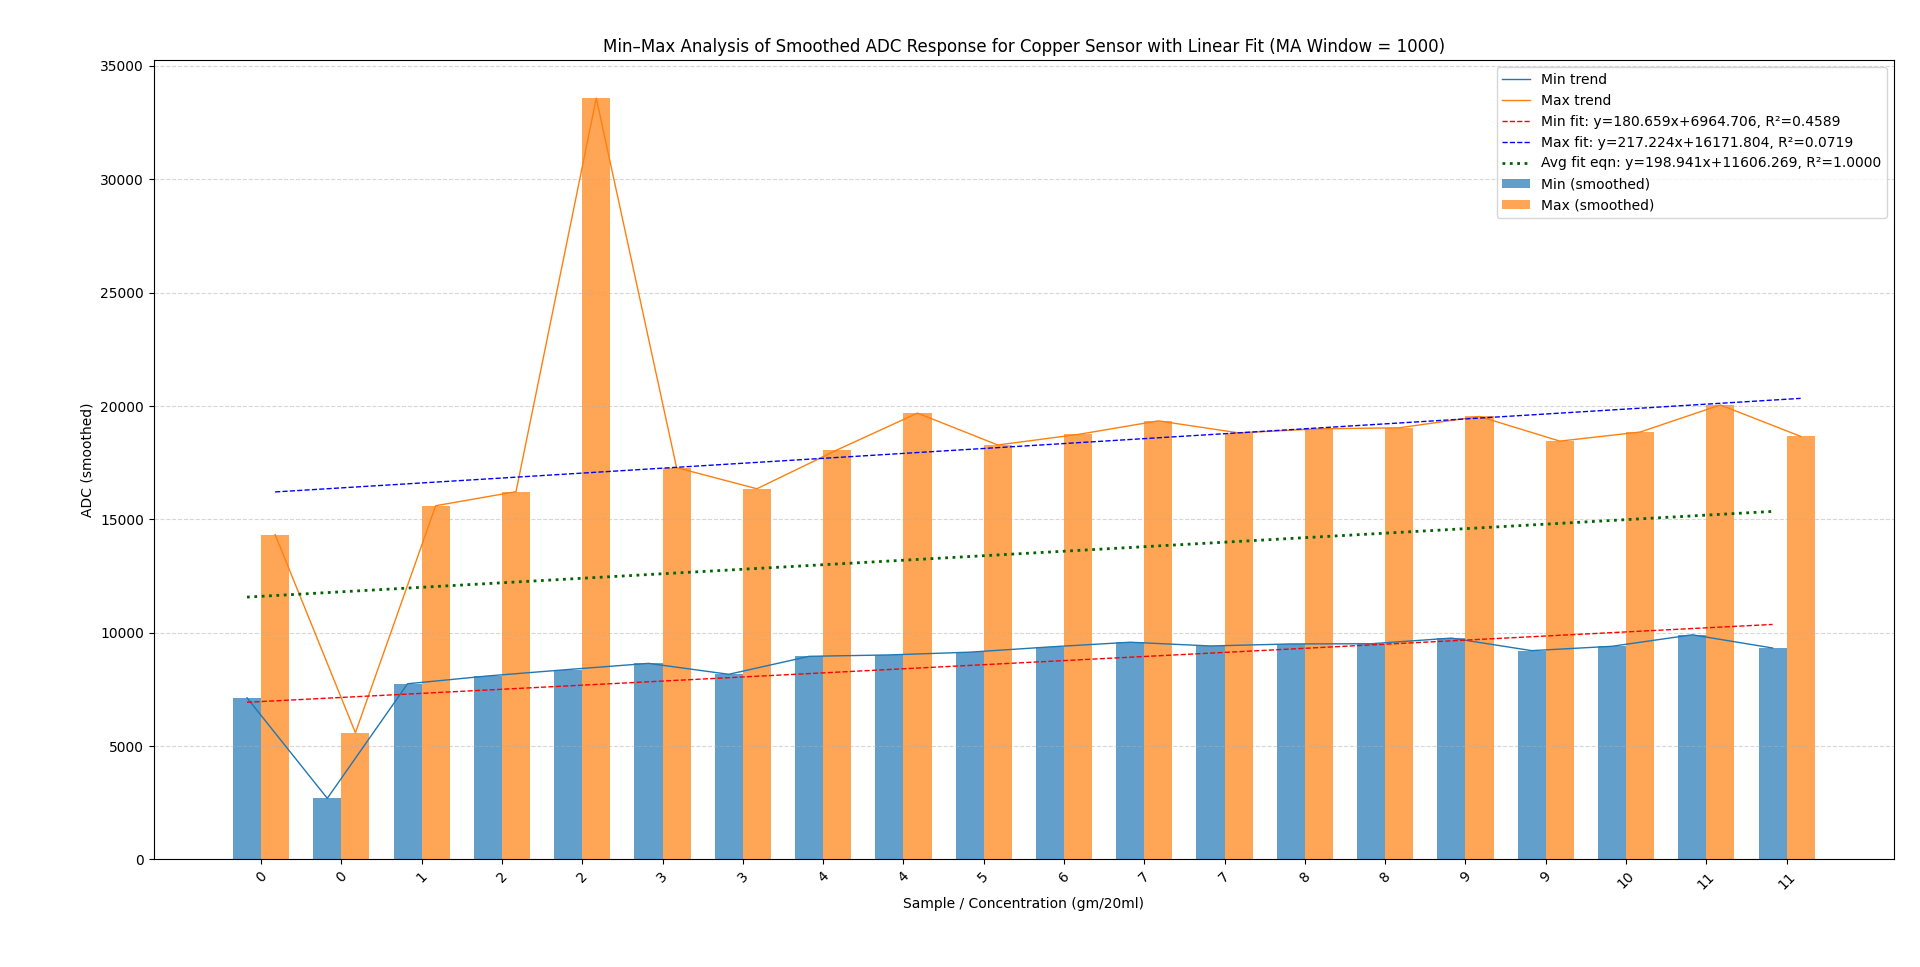 Min–Max Analysis of Smoothed ADC Response for Copper Sensor with Linear Fit (MA Window = 1000)
35000
30000
25000
20000
15000
10000
5000
0
ADC (smoothed)
Min trend
Max trend
Min fit: y=180.659x+6964.706, R²=0.4589
Max fit: y=217.224x+16171.804, R²=0.0719
Avg fit eqn: y=198.941x+11606.269, R²=1.0000
Min (smoothed)
Max (smoothed)
0 0 1 2 2 3 3 4 4 5 6 7 7 8 8 9 9 10 11 11
Sample / Concentration (gm/20ml)